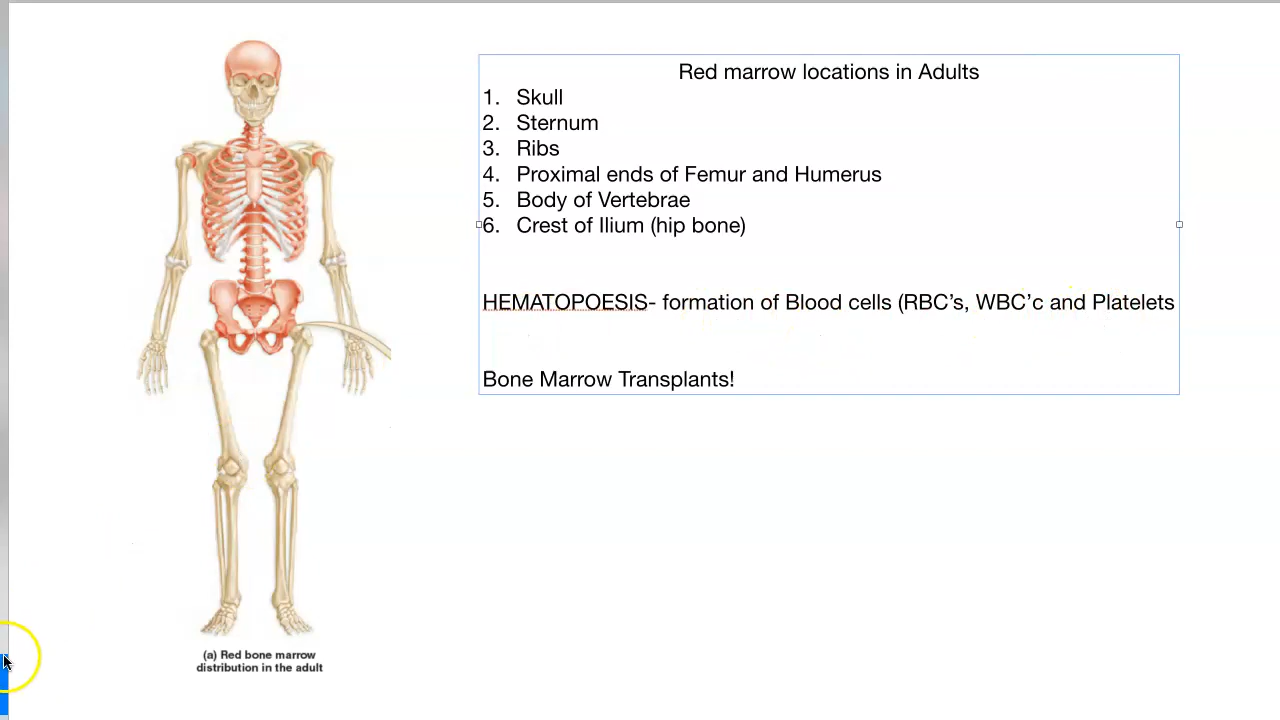 Red marrow locations in Adults
1. Skull
2. Sternum
3. Ribs
4. Proximal ends of Femur and Humerus
5. Body of Vertebrae
6. Crest of Ilium (hip bone)
HEMATOPOESIS- formation of Blood cells (RBC’s, WBC’c and Platelets
Bone Marrow Transplants!
(a) Red bone marrow
distribution in the adult